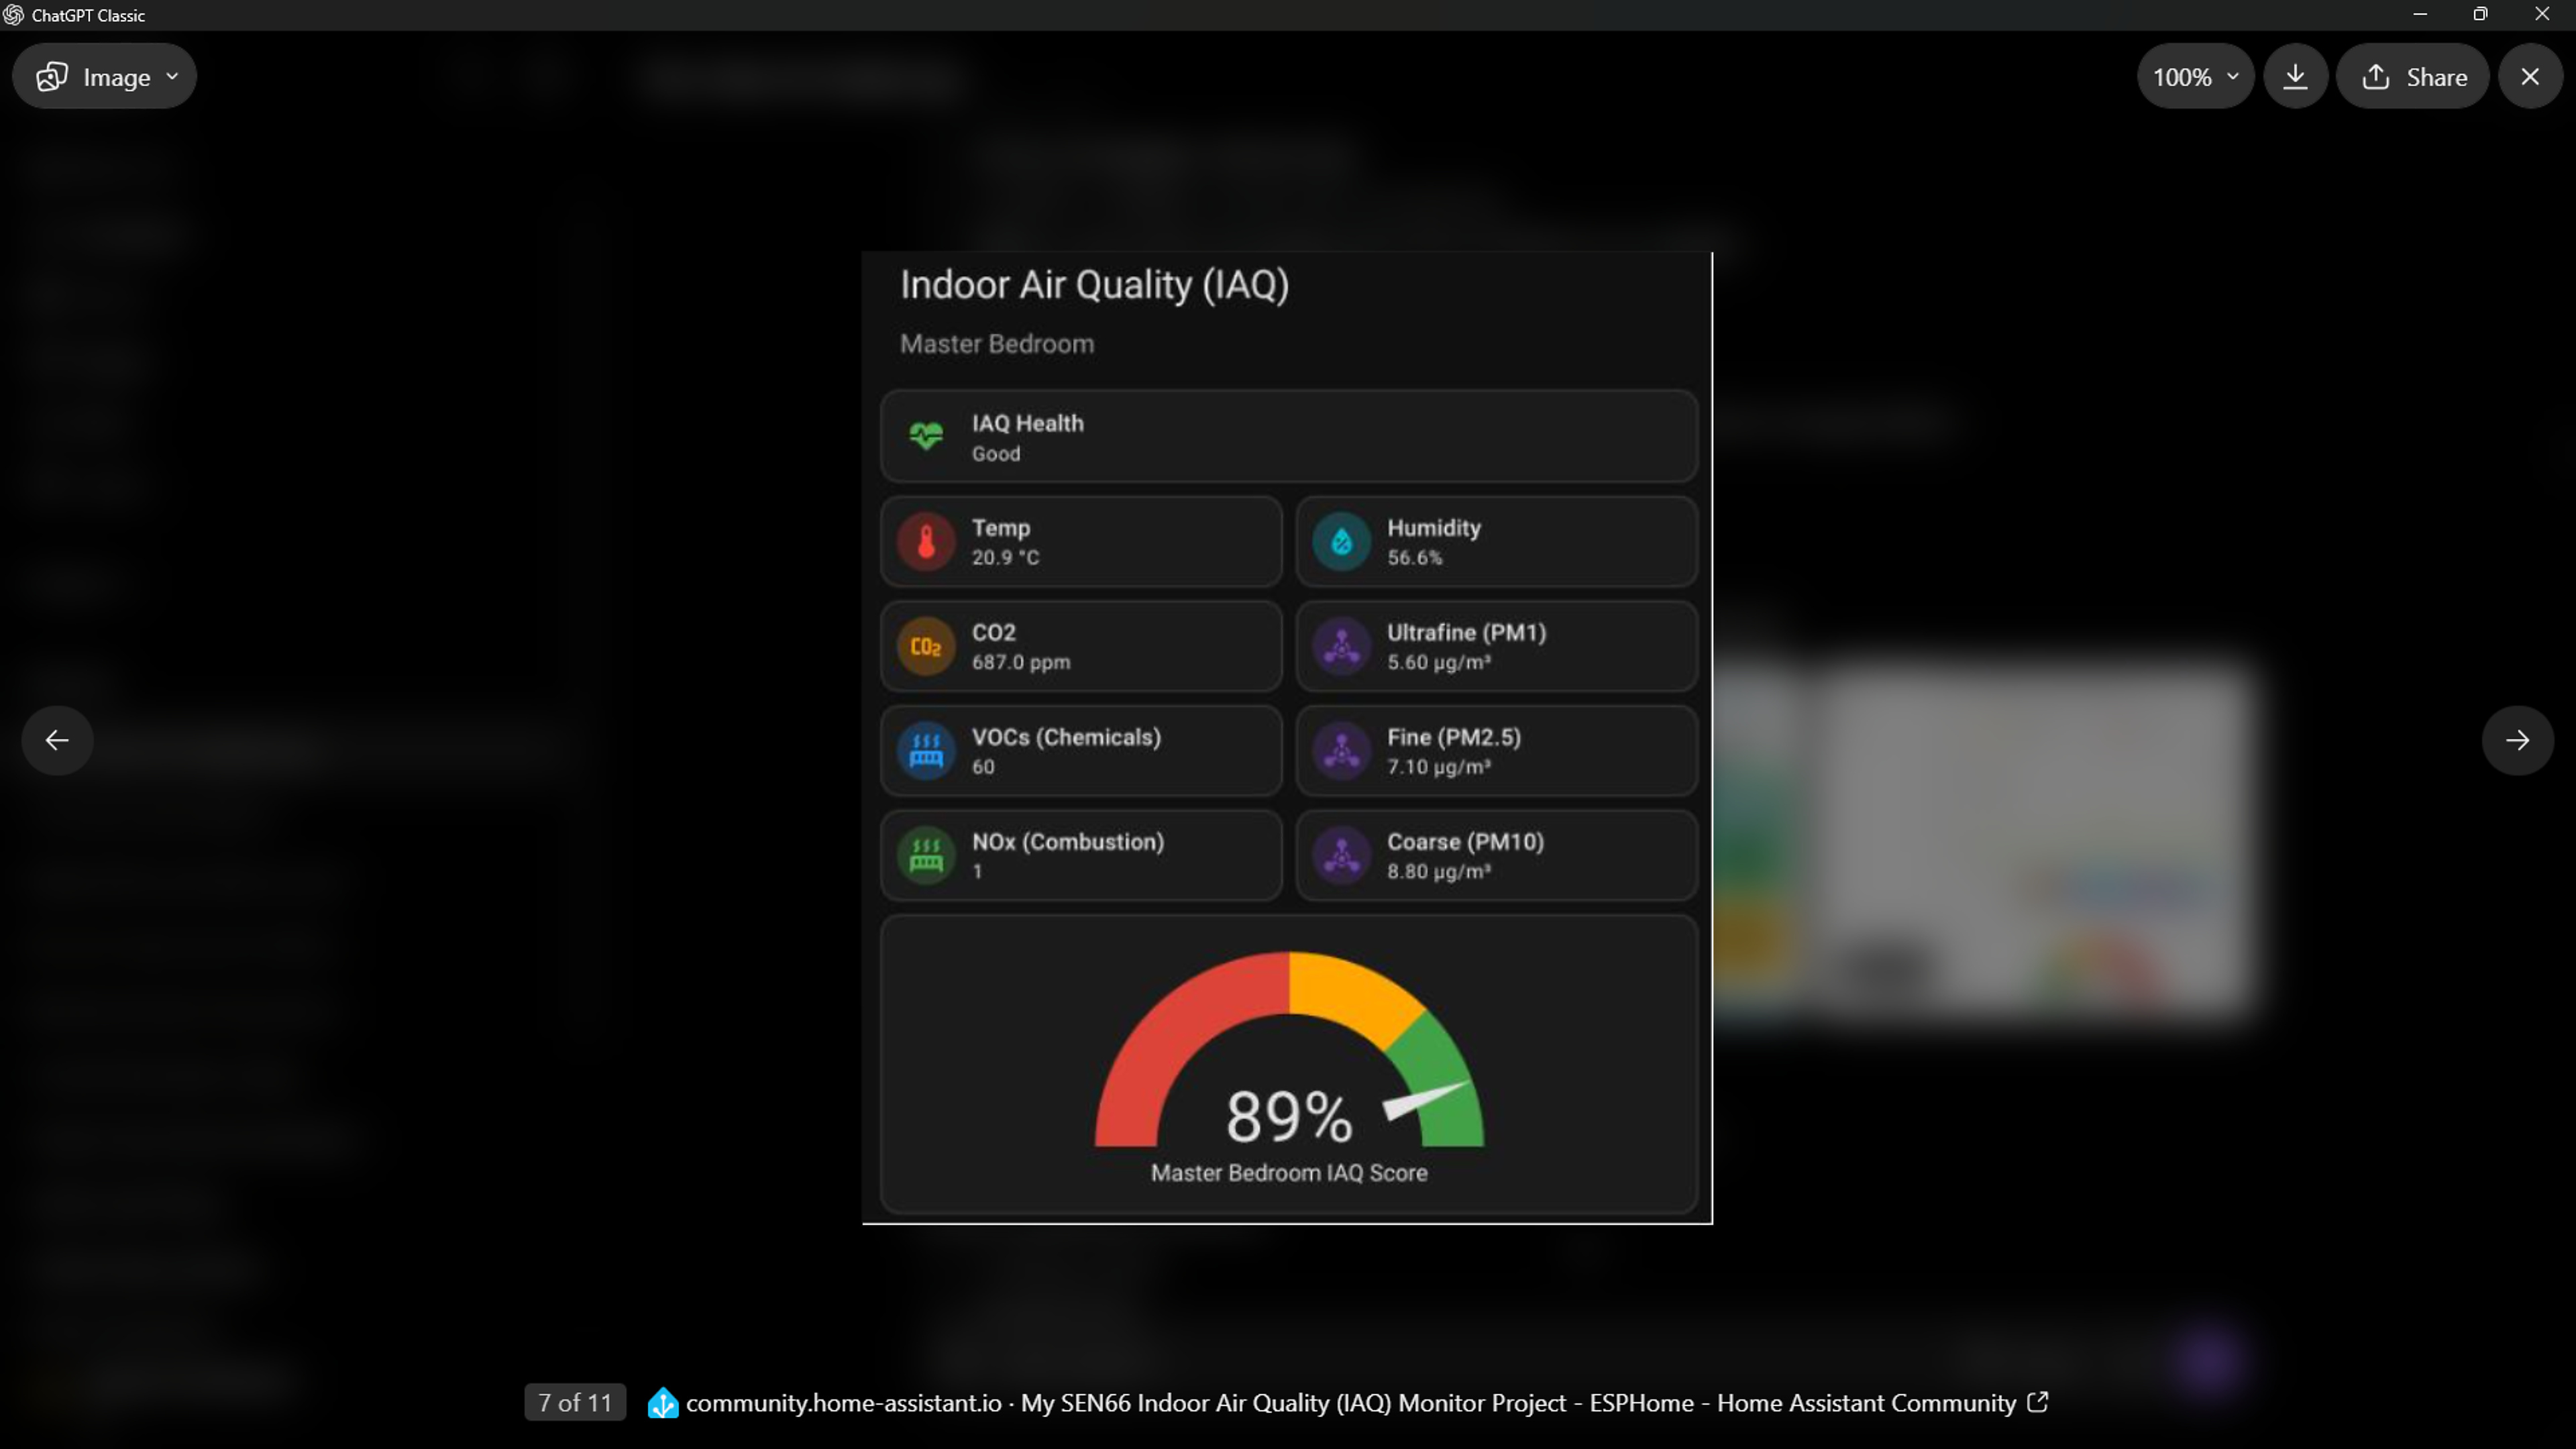 ChatGPT Classic
Image
100%
Share
Indoor Air Quality (IAQ)
Master Bedroom
IAQ Health
Good
Temp
20.9 °C
Humidity
56.6%
CO₂
CO2
687.0 ppm
Ultrafine (PM1)
5.60 µg/m³
VOCs (Chemicals)
60
Fine (PM2.5)
7.10 µg/m³
NOx (Combustion)
1
Coarse (PM10)
8.80 µg/m³
89%
Master Bedroom IAQ Score
7 of 11
community.home-assistant.io · My SEN66 Indoor Air Quality (IAQ) Monitor Project - ESPHome - Home Assistant Community